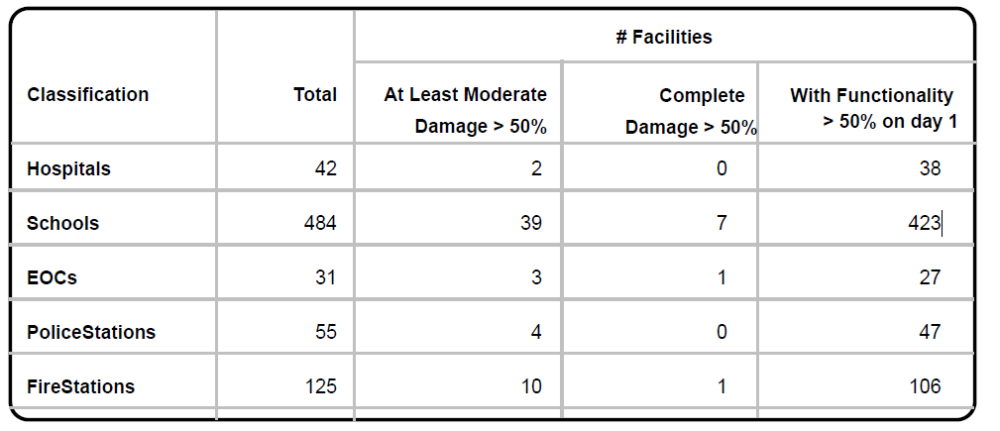 # Facilities
Classification Total At Least Moderate Complete With Functionality
Damage > 50% Damage > 50% > 50% on day 1
Hospitals 42 2 0 38
Schools 484 39 7 423
EOCs 31 3 1 27
PoliceStations 55 4 0 47
FireStations 125 10 1 106